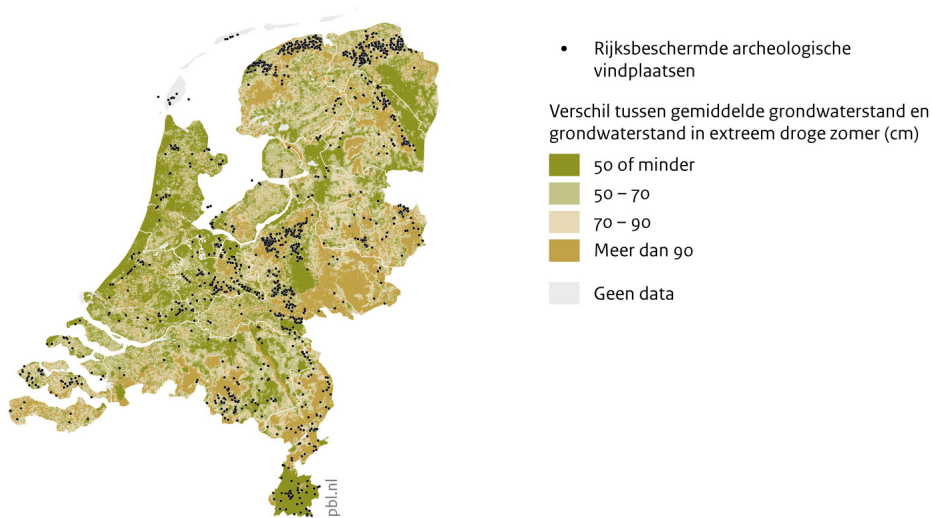 Rijksbeschermde archeologische
vindplaatsen
Verschil tussen gemiddelde grondwaterstand en
grondwaterstand in extreem droge zomer (cm)
50 of minder
50 – 70
70 – 90
Meer dan 90
Geen data
pbl.nl